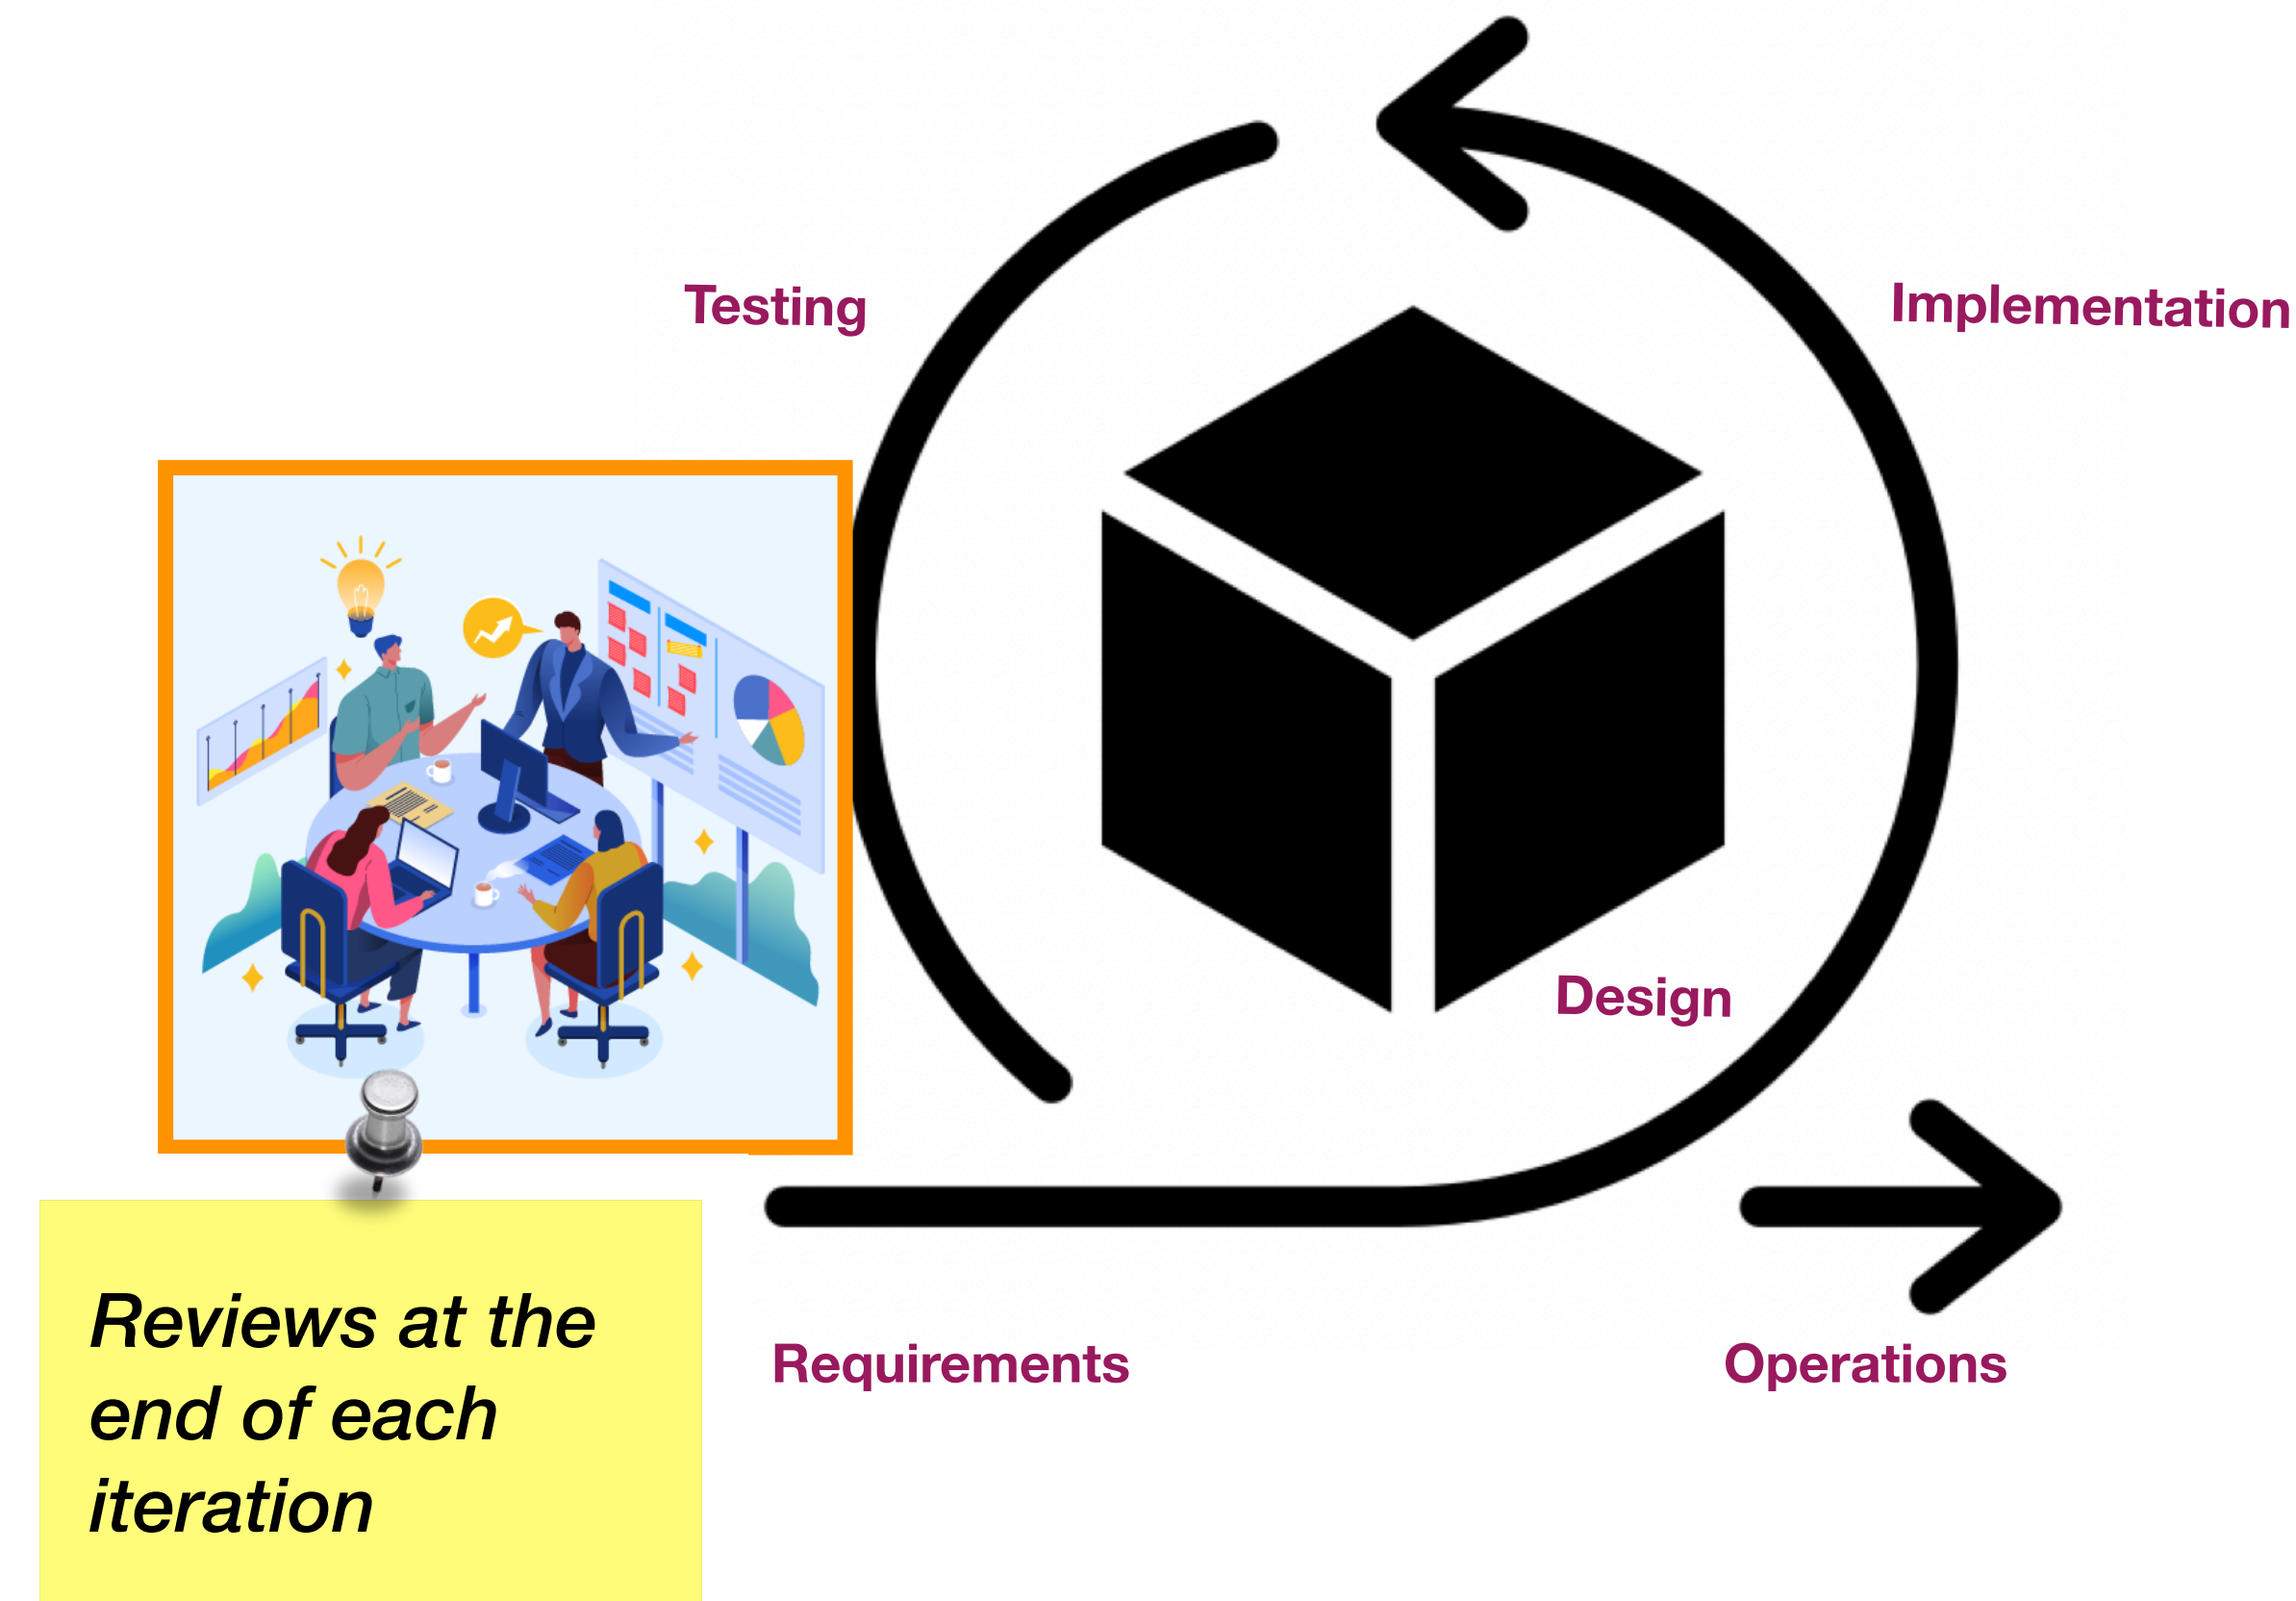 Testing
Implementation
Design
Reviews at the
end of each
iteration
Requirements
Operations